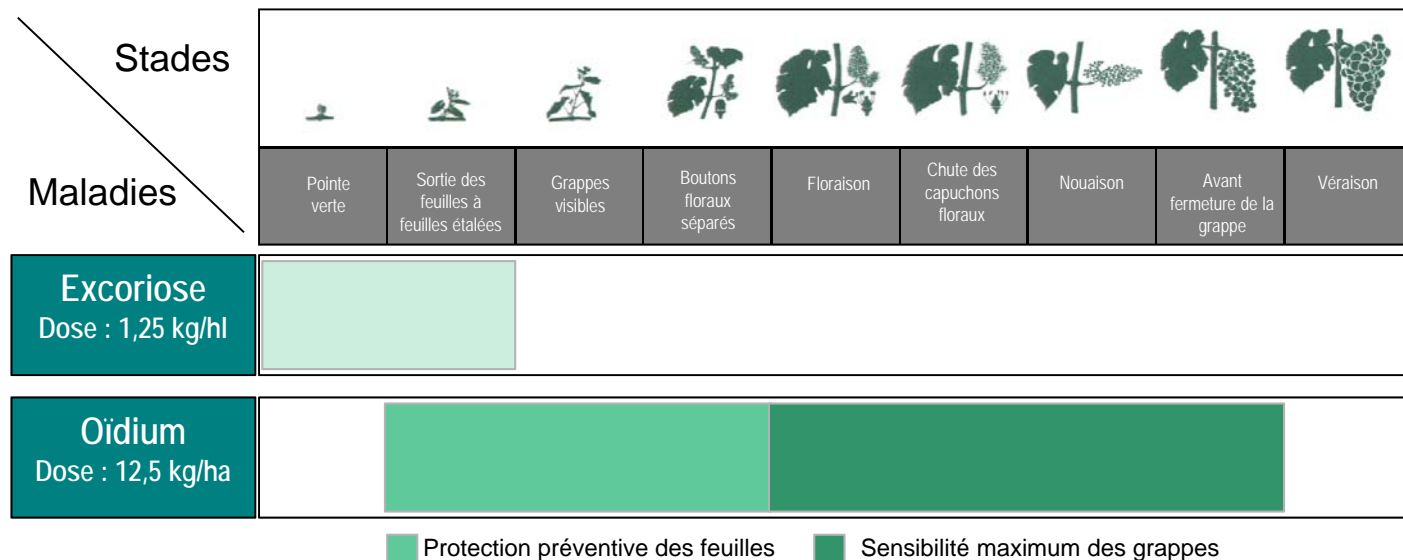 Stades
Maladies
Pointe
verte
Sortie des
feuilles à
feuilles étalées
Grappes
visibles
Boutons
floraux
séparés
Floraison
Chute des
capuchons
floraux
Nouaison
Avant
fermeture de la
grappe
Véraison
Excoriose
Dose : 1,25 kg/hl
Oïdium
Dose : 12,5 kg/ha
Protection préventive des feuilles
Sensibilité maximum des grappes